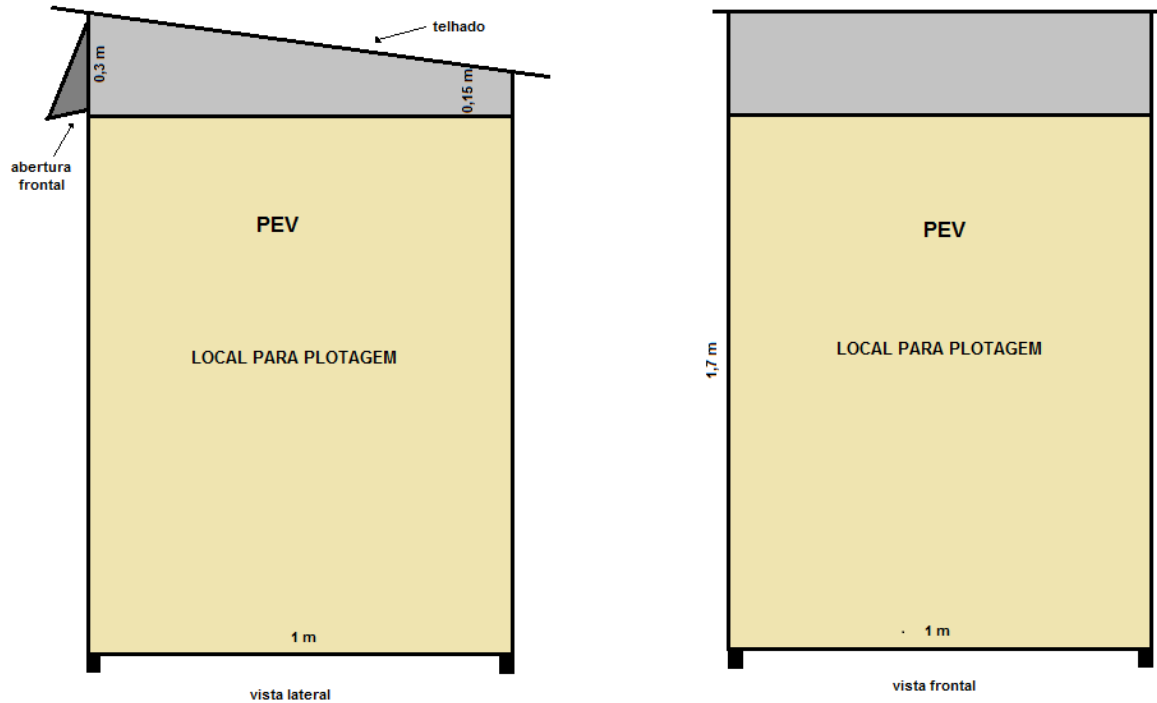 telhado
0,3 m
0,15 m
abertura
frontal
PEV
LOCAL PARA PLOTAGEM
1 m
vista lateral
PEV
LOCAL PARA PLOTAGEM
1,7 m
1 m
vista frontal